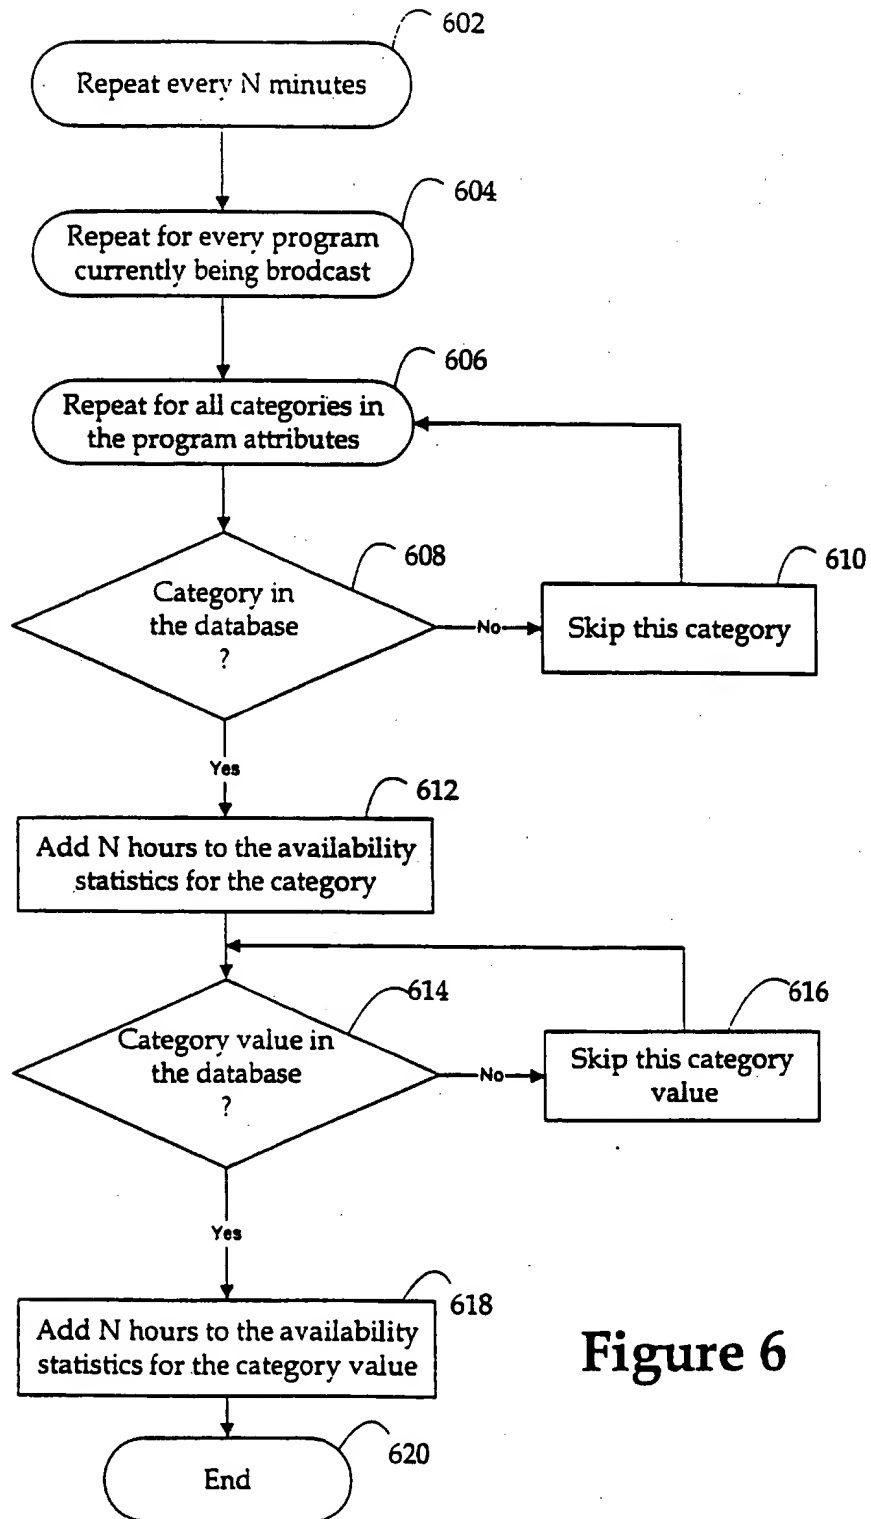 602
Repeat every N minutes
604
Repeat for every program
currently being brodcast
606
Repeat for all categories in
the program attributes
608
Category in
the database
?
No
610
Skip this category
Yes
612
Add N hours to the availability
statistics for the category
614
Category value in
the database
?
No
616
Skip this category
value
Yes
618
Add N hours to the availability
statistics for the category value
Figure 6
620
End